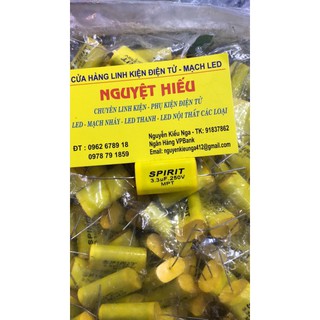 CỬA HÀNG LINH KIỆN ĐIỆN TỬ - MẠCH LED
NGUYỆT HIẾU
CHUYÊN LINH KIỆN - PHỤ KIỆN ĐIỆN TỬ
LED - MẠCH NHÁY - LED THANH - LED NỘI THẤT CÁC LOẠI
ĐT : 0962 6789 18
0978 79 1859
Nguyễn Kiều Nga - TK: 91837862
Ngân Hàng VPBank
Email: nguyenkieunga412@gmail.com
SPIRIT
3.3uF.250V
MPT